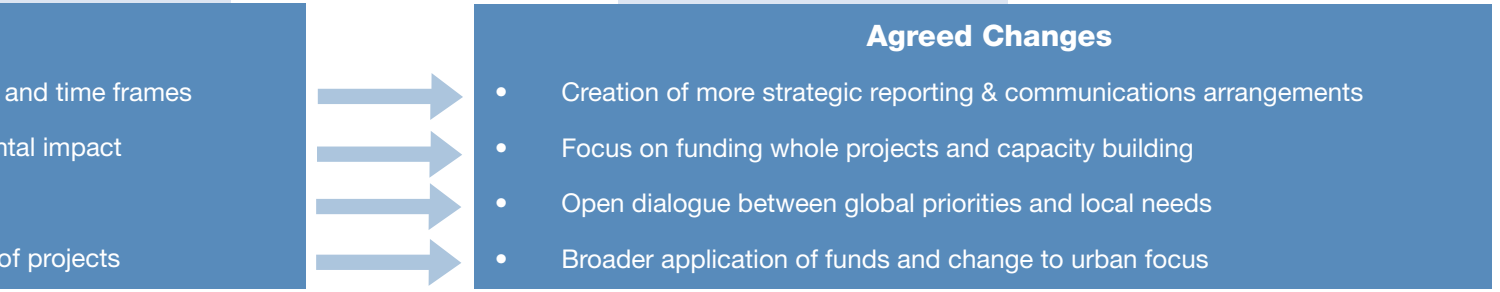 and time frames
ntal impact
of projects
Agreed Changes
• Creation of more strategic reporting & communications arrangements
• Focus on funding whole projects and capacity building
• Open dialogue between global priorities and local needs
• Broader application of funds and change to urban focus